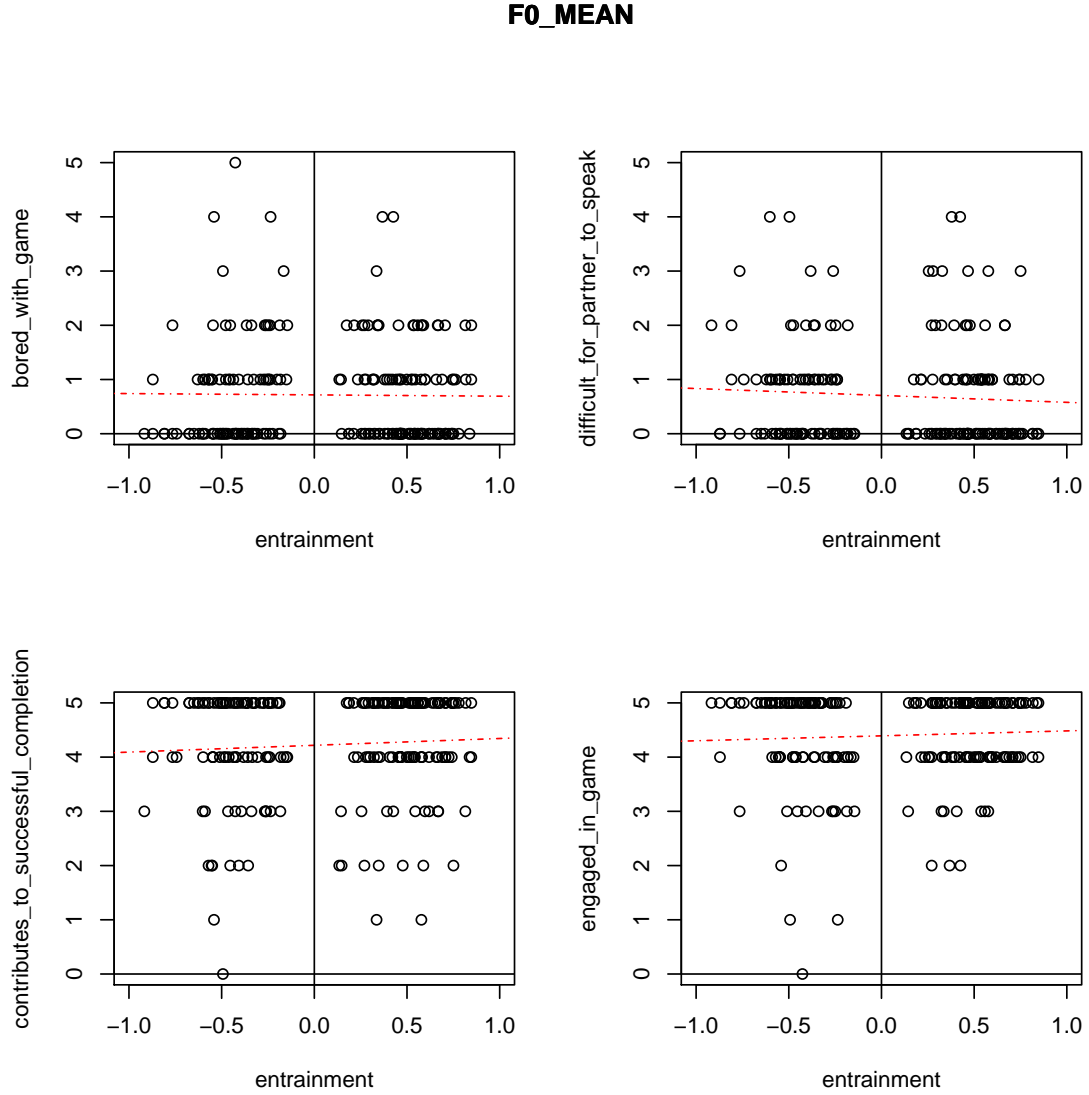 F0_MEAN
bored_with_game
0 1 2 3 4 5
−1.0 −0.5 0.0 0.5 1.0
entrainment
difficult_for_partner_to_speak
0 1 2 3 4 5
−1.0 −0.5 0.0 0.5 1.0
entrainment
contributes_to_successful_completion
0 1 2 3 4 5
−1.0 −0.5 0.0 0.5 1.0
entrainment
engaged_in_game
0 1 2 3 4 5
−1.0 −0.5 0.0 0.5 1.0
entrainment